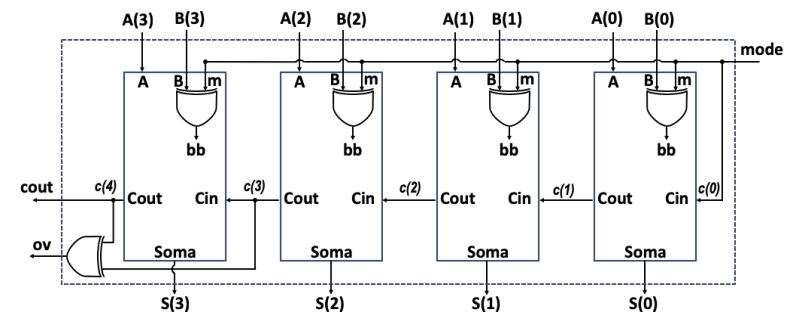 A(3) B(3) A(2) B(2) A(1) B(1) A(0) B(0)
mode
A B m A B m A B m A B m
bb bb bb bb
cout c(4) Cout Cin c(3) Cout Cin c(2) Cout Cin c(1) Cout Cin c(0)
ov
Soma Soma Soma Soma
S(3) S(2) S(1) S(0)